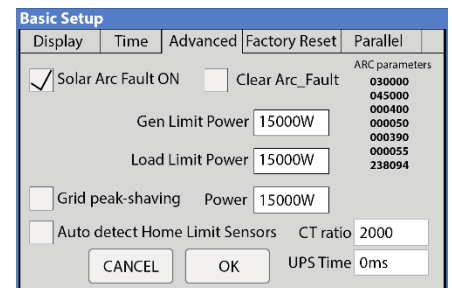 Basic Setup
Display Time Advanced Factory Reset Parallel
Solar Arc Fault ON Clear Arc_Fault
ARC parameters
030000
045000
000400
000050
000390
000055
238094
Gen Limit Power 15000W
Load Limit Power 15000W
Grid peak-shaving Power 15000W
Auto detect Home Limit Sensors CT ratio 2000
CANCEL OK UPS Time 0ms